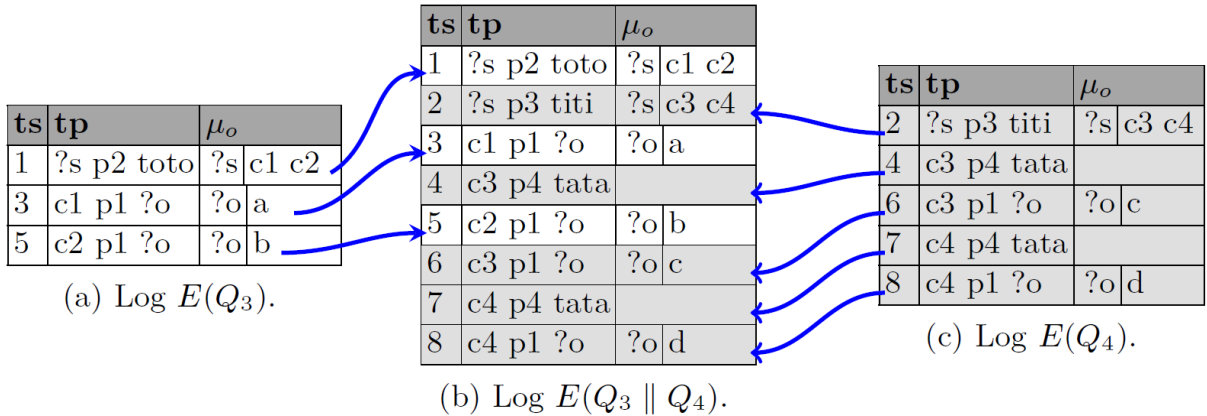 ts tp μo
1 ?s p2 toto ?s c1 c2
3 c1 p1 ?o ?o a
5 c2 p1 ?o ?o b
(a) Log E(Q3).
ts tp μo
1 ?s p2 toto ?s c1 c2
2 ?s p3 titi ?s c3 c4
3 c1 p1 ?o ?o a
4 c3 p4 tata
5 c2 p1 ?o ?o b
6 c3 p1 ?o ?o c
7 c4 p4 tata
8 c4 p1 ?o ?o d
(b) Log E(Q3 ∥ Q4).
ts tp μo
2 ?s p3 titi ?s c3 c4
4 c3 p4 tata
6 c3 p1 ?o ?o c
7 c4 p4 tata
8 c4 p1 ?o ?o d
(c) Log E(Q4).